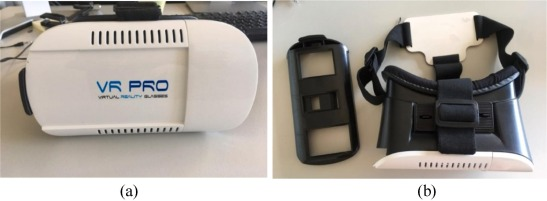 VR PRO
VIRTUAL REALITY GLASSES
(a)
(b)